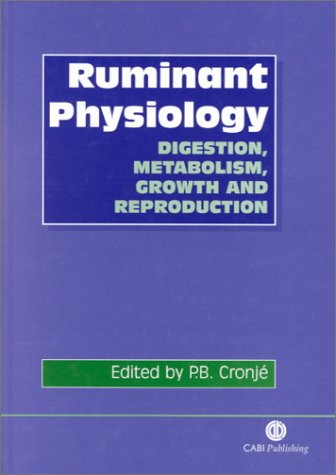 Ruminant
Physiology
DIGESTION,
METABOLISM,
GROWTH AND
REPRODUCTION
Edited by P.B. Cronjé
CABI Publishing